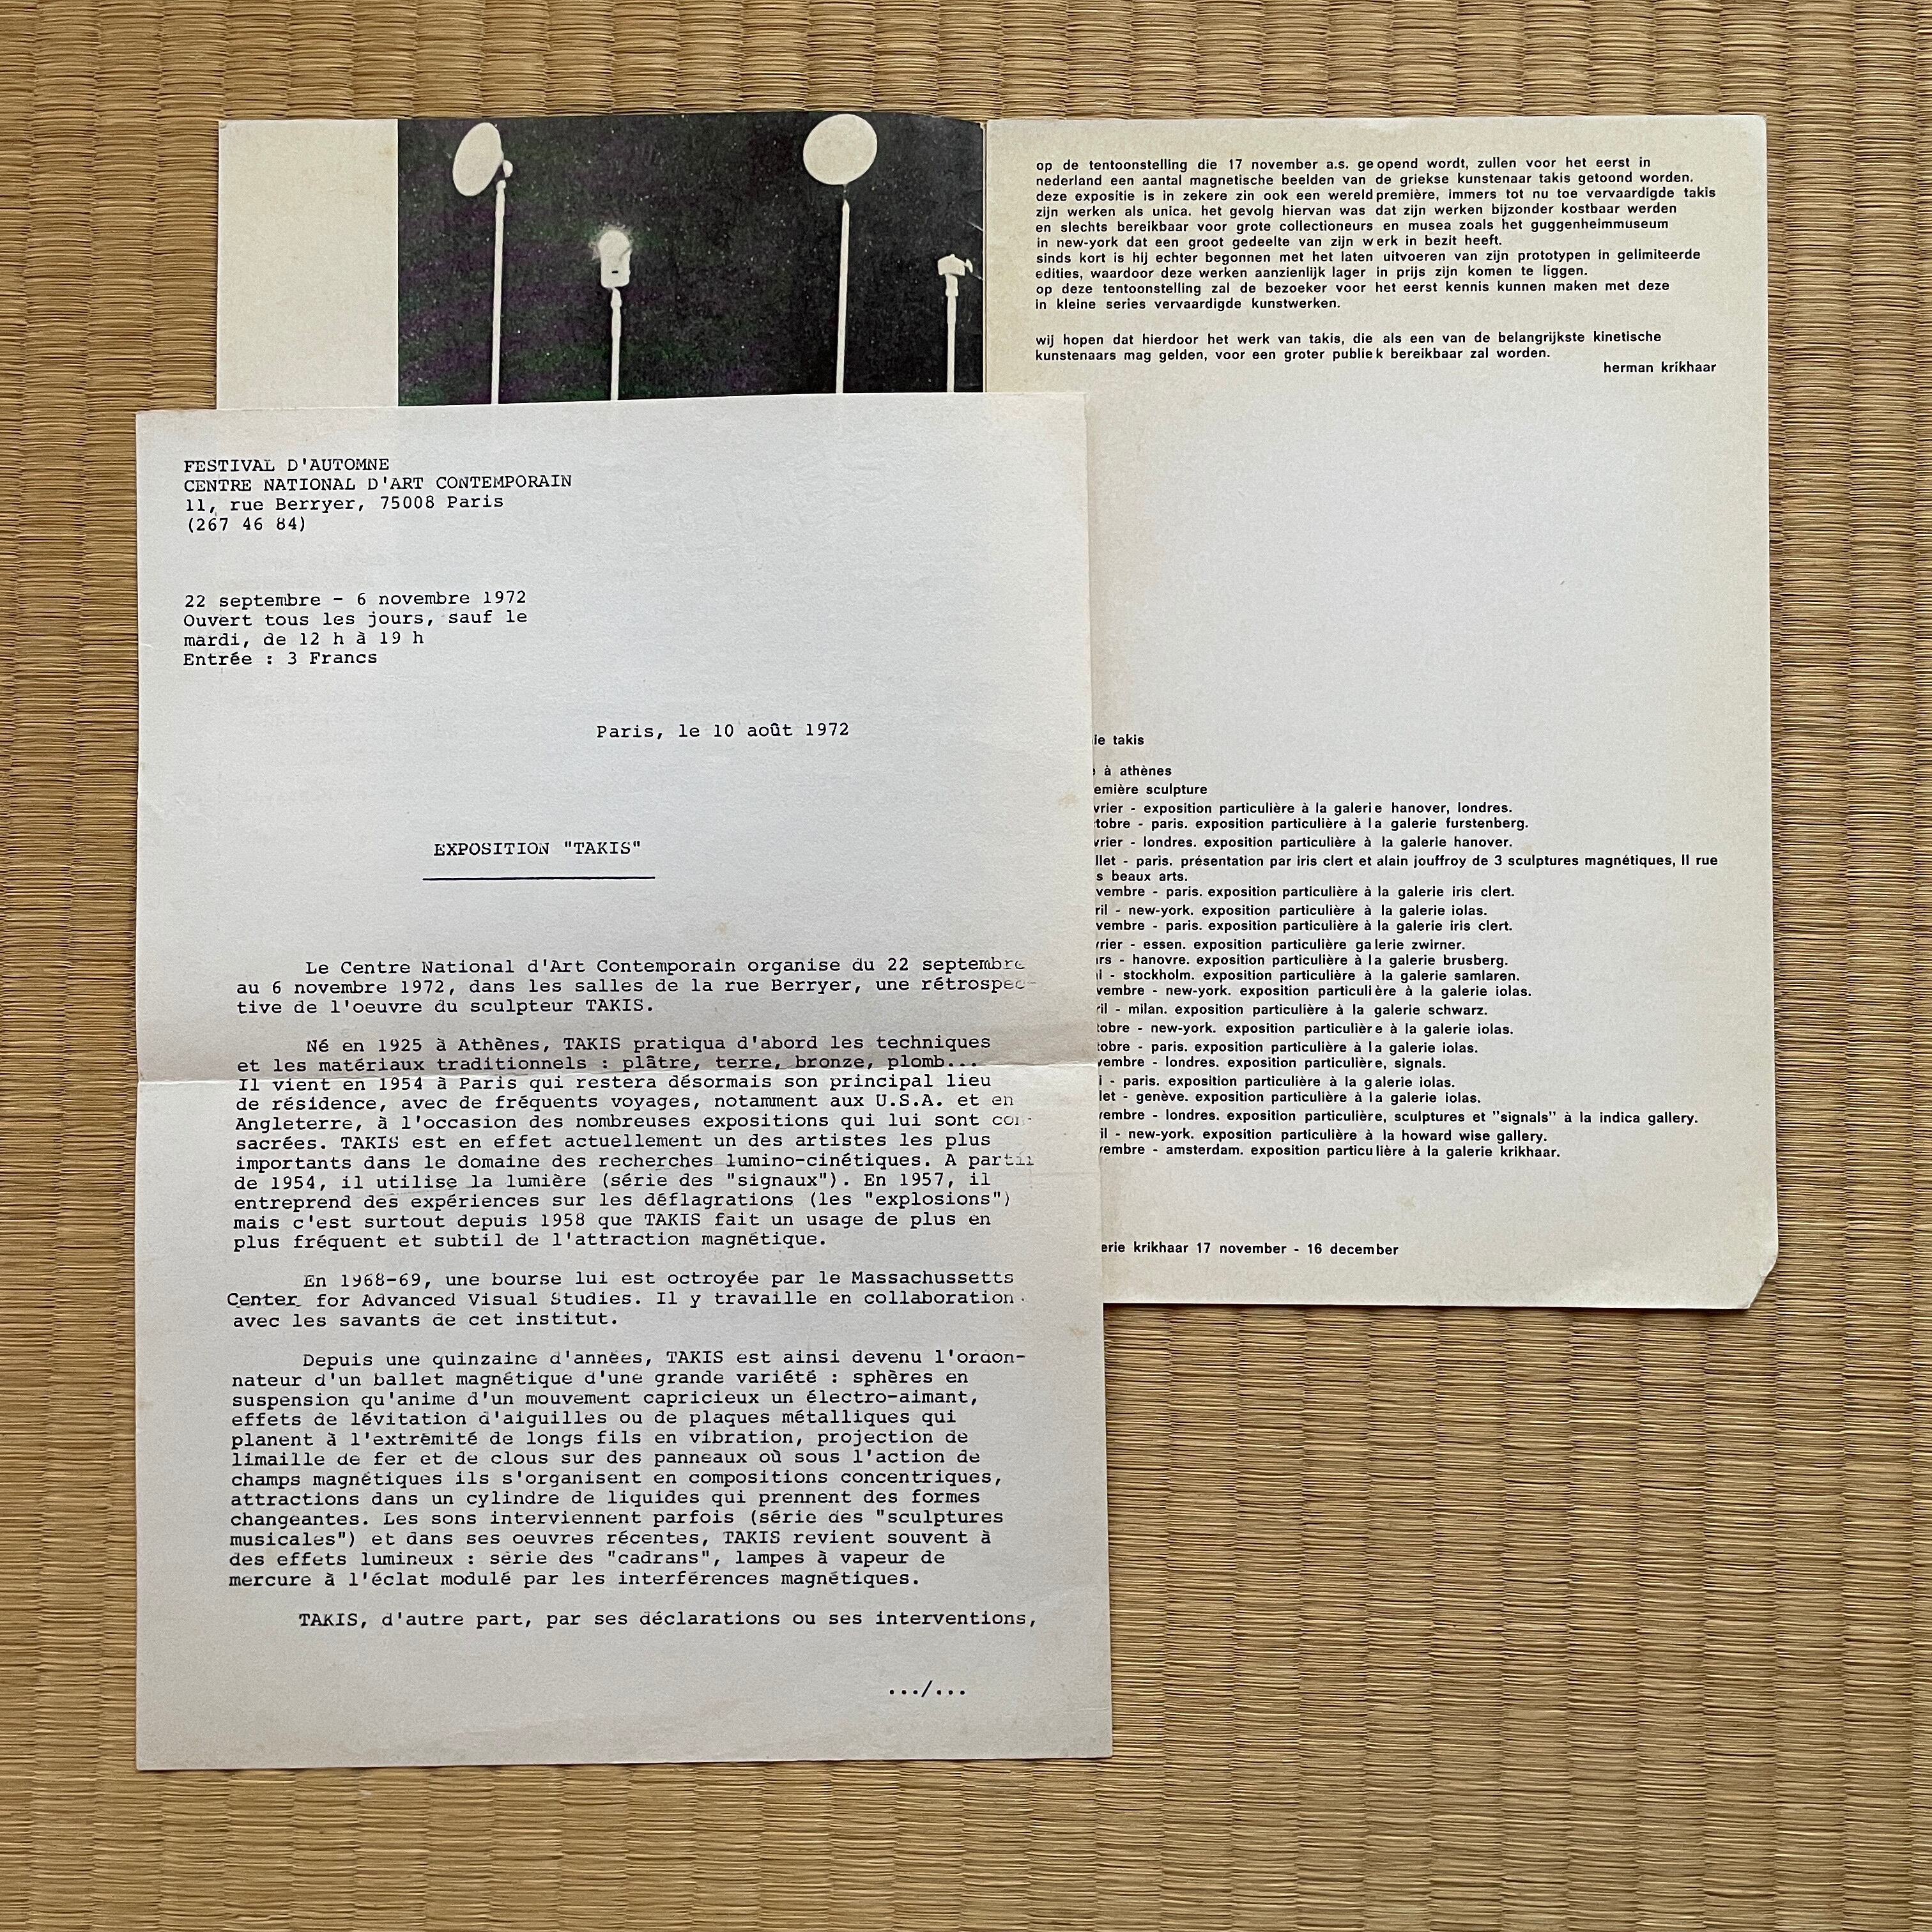 op de tentoonstelling die 17 november a.s. geopend wordt, zullen voor het eerst in
nederland een aantal magnetische beelden van de griekse kunstenaar takis getoond worden.
deze expositie is in zekere zin ook een wereldpremière, immers tot nu toe vervaardigde takis
zijn werken als unica. het gevolg hiervan was dat zijn werken bijzonder kostbaar werden
en slechts bereikbaar voor grote collectioneurs en musea zoals het guggenheimmuseum
in new-york dat een groot gedeelte van zijn werk in bezit heeft.
sinds kort is hij echter begonnen met het laten uitvoeren van zijn prototypen in gelimiteerde
edities, waardoor deze werken aanzienlijk lager in prijs zijn komen te liggen.
op deze tentoonstelling zal de bezoeker voor het eerst kennis kunnen maken met deze
in kleine series vervaardigde kunstwerken.
wij hopen dat hierdoor het werk van takis, die als een van de belangrijkste kinetische
kunstenaars mag gelden, voor een groter publiek bereikbaar zal worden.
herman krikhaar
takis
à athènes
sculpture
- exposition particulière à la galerie hanover, londres.
- paris. exposition particulière à la galerie furstenberg.
- londres. exposition particulière à la galerie hanover.
- paris. présentation par iris clert et alain jouffroy de 3 sculptures magnétiques, II rue
beaux arts.
- paris. exposition particulière à la galerie iris clert.
- new-york. exposition particulière à la galerie iolas.
- paris. exposition particulière à la galerie iris clert.
- essen. exposition particulière galerie zwirner.
- hanovre. exposition particulière à la galerie brusberg.
- stockholm. exposition particulière à la galerie samlaren.
- new-york. exposition particulière à la galerie iolas.
- milan. exposition particulière à la galerie schwarz.
- new-york. exposition particulière à la galerie iolas.
- paris. exposition particulière à la galerie iolas.
- londres. exposition particulière, signals.
- paris. exposition particulière à la galerie iolas.
- genève. exposition particulière à la galerie iolas.
- londres. exposition particulière, sculptures et "signals" à la indica gallery.
- new-york. exposition particulière à la howard wise gallery.
- amsterdam. exposition particulière à la galerie krikhaar.
krikhaar 17 november - 16 december
FESTIVAL D'AUTOMNE
CENTRE NATIONAL D'ART CONTEMPORAIN
11, rue Berryer, 75008 Paris
(267 46 84)
22 septembre - 6 novembre 1972
Ouvert tous les jours, sauf le
mardi, de 12 h à 19 h
Entrée : 3 Francs
Paris, le 10 août 1972
EXPOSITION "TAKIS"
Le Centre National d'Art Contemporain organise du 22 septembre
au 6 novembre 1972, dans les salles de la rue Berryer, une rétrospec-
tive de l'oeuvre du sculpteur TAKIS.
Né en 1925 à Athènes, TAKIS pratiqua d'abord les techniques
et les matériaux traditionnels : plâtre, terre, bronze, plomb...
Il vient en 1954 à Paris qui restera désormais son principal lieu
de résidence, avec de fréquents voyages, notamment aux U.S.A. et en
Angleterre, à l'occasion des nombreuses expositions qui lui sont con-
sacrées. TAKIS est en effet actuellement un des artistes les plus
importants dans le domaine des recherches lumino-cinétiques. A partir
de 1954, il utilise la lumière (série des "signaux"). En 1957, il
entreprend des expériences sur les déflagrations (les "explosions")
mais c'est surtout depuis 1958 que TAKIS fait un usage de plus en
plus fréquent et subtil de l'attraction magnétique.
En 1968-69, une bourse lui est octroyée par le Massachussetts
Center for Advanced Visual Studies. Il y travaille en collaboration
avec les savants de cet institut.
Depuis une quinzaine d'années, TAKIS est ainsi devenu l'ordon-
nateur d'un ballet magnétique d'une grande variété : sphères en
suspension qu'anime d'un mouvement capricieux un électro-aimant,
effets de lévitation d'aiguilles ou de plaques métalliques qui
planent à l'extrèmité de longs fils en vibration, projection de
limaille de fer et de clous sur des panneaux où sous l'action de
champs magnétiques ils s'organisent en compositions concentriques,
attractions dans un cylindre de liquides qui prennent des formes
changeantes. Les sons interviennent parfois (série des "sculptures
musicales") et dans ses oeuvres récentes, TAKIS revient souvent à
des effets lumineux : série des "cadrans", lampes à vapeur de
mercure à l'éclat modulé par les interférences magnétiques.
TAKIS, d'autre part, par ses déclarations ou ses interventions,
.../...